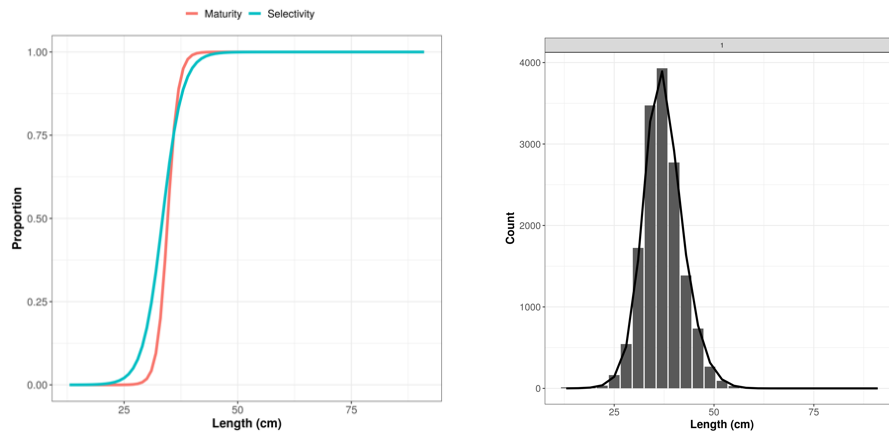 Maturity Selectivity
1.00
0.75
0.50
0.25
0.00
Proportion
25 50 75
Length (cm)
1
4000
3000
2000
1000
0
Count
25 50 75
Length (cm)